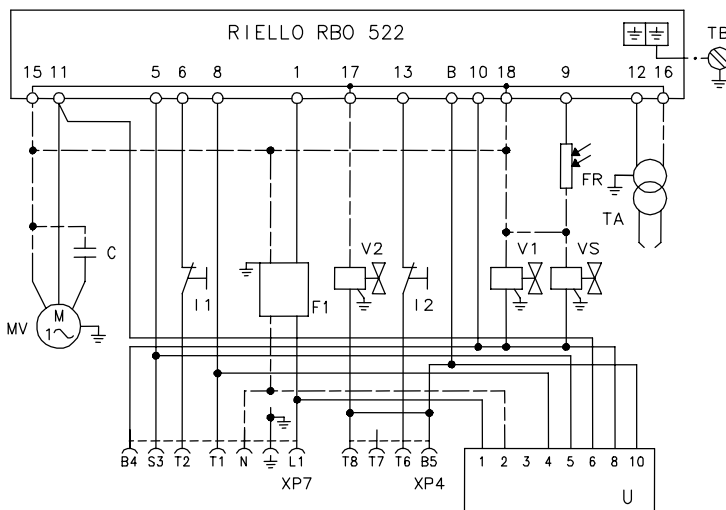 RIELLO RBO 522
TB
15 11 5 6 8 1 17 13 B 10 18 9 12 16
FR
TA
C
I1
F1
V2
I2
V1
VS
MV
M
1~
B4 S3 T2 T1 N L1 T8 T7 T6 B5
XP7 XP4
1 2 3 4 5 6 8 10
U